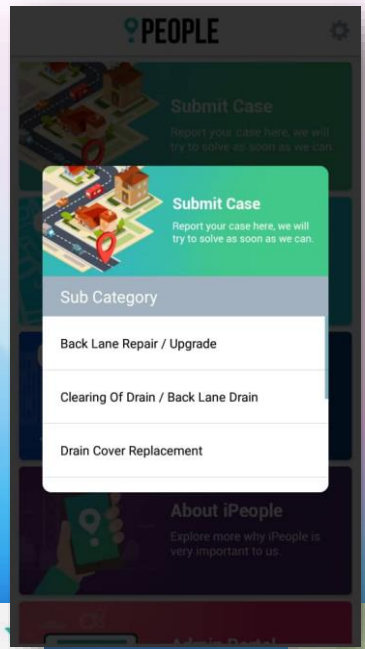 PEOPLE
Submit Case
Report your case here, we will
try to solve as soon as we can.
Submit Case
Report your case here, we will
try to solve as soon as we can.
Sub Category
Back Lane Repair / Upgrade
Clearing Of Drain / Back Lane Drain
Drain Cover Replacement
About iPeople
Explore more why iPeople is
very important to us
Admin Portal